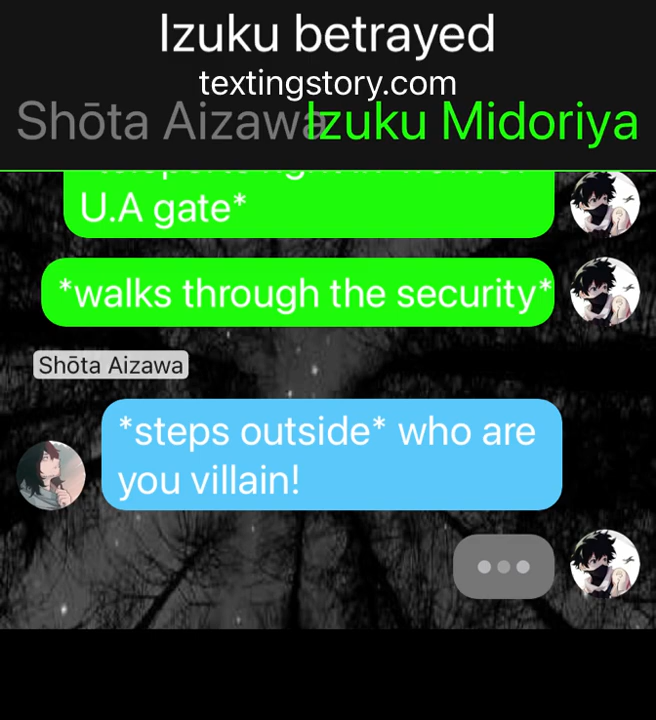 Izuku betrayed
textingstory.com
Shōta Aizawa Izuku Midoriya
U.A gate*
*walks through the security*
Shōta Aizawa
*steps outside* who are
you villain!